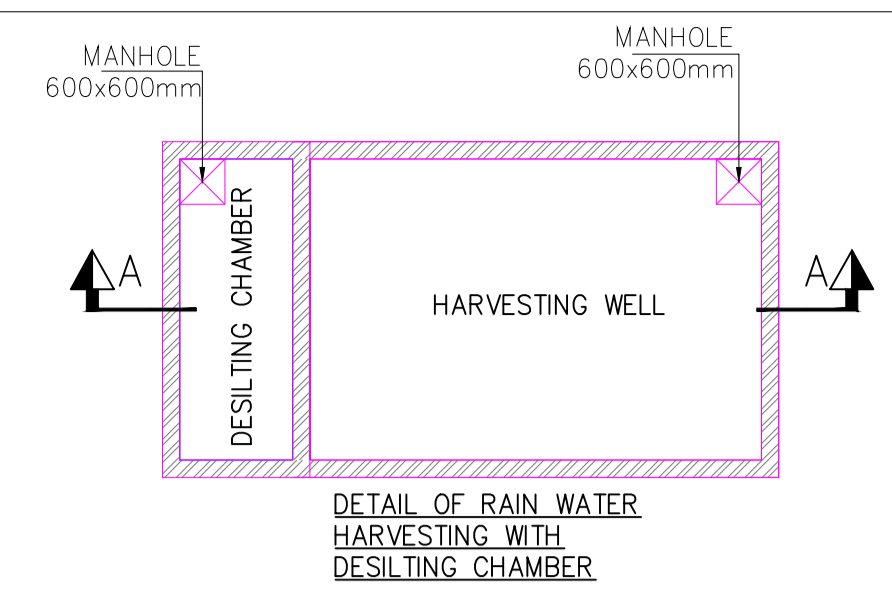 MANHOLE
600x600mm
MANHOLE
600x600mm
A
A
DESILTING CHAMBER
HARVESTING WELL
DETAIL OF RAIN WATER
HARVESTING WITH
DESILTING CHAMBER